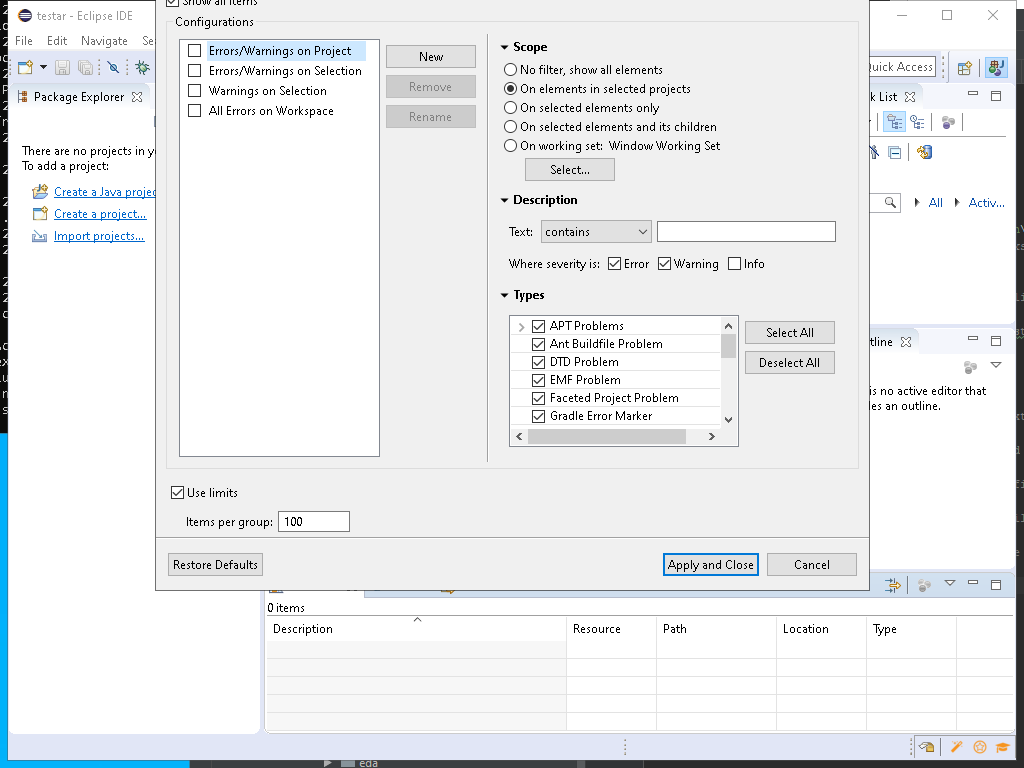 testar - Eclipse IDE
Show all items
File Edit Navigate Se
Configurations
Errors/Warnings on Project
Errors/Warnings on Selection
Warnings on Selection
All Errors on Workspace
New
Remove
Rename
Scope
No filter, show all elements
On elements in selected projects
On selected elements only
On selected elements and its children
On working set: Window Working Set
Select...
Description
Text: contains
Where severity is: Error Warning Info
Types
APT Problems
Ant Buildfile Problem
DTD Problem
EMF Problem
Faceted Project Problem
Gradle Error Marker
Select All
Deselect All
Use limits
Items per group: 100
Restore Defaults
Apply and Close
Cancel
Quick Access
Package Explorer
There are no projects in y
To add a project:
Create a Java projec
Create a project...
Import projects...
k List
All Activ...
tline
is no active editor that
les an outline.
0 items
Description Resource Path Location Type
eda